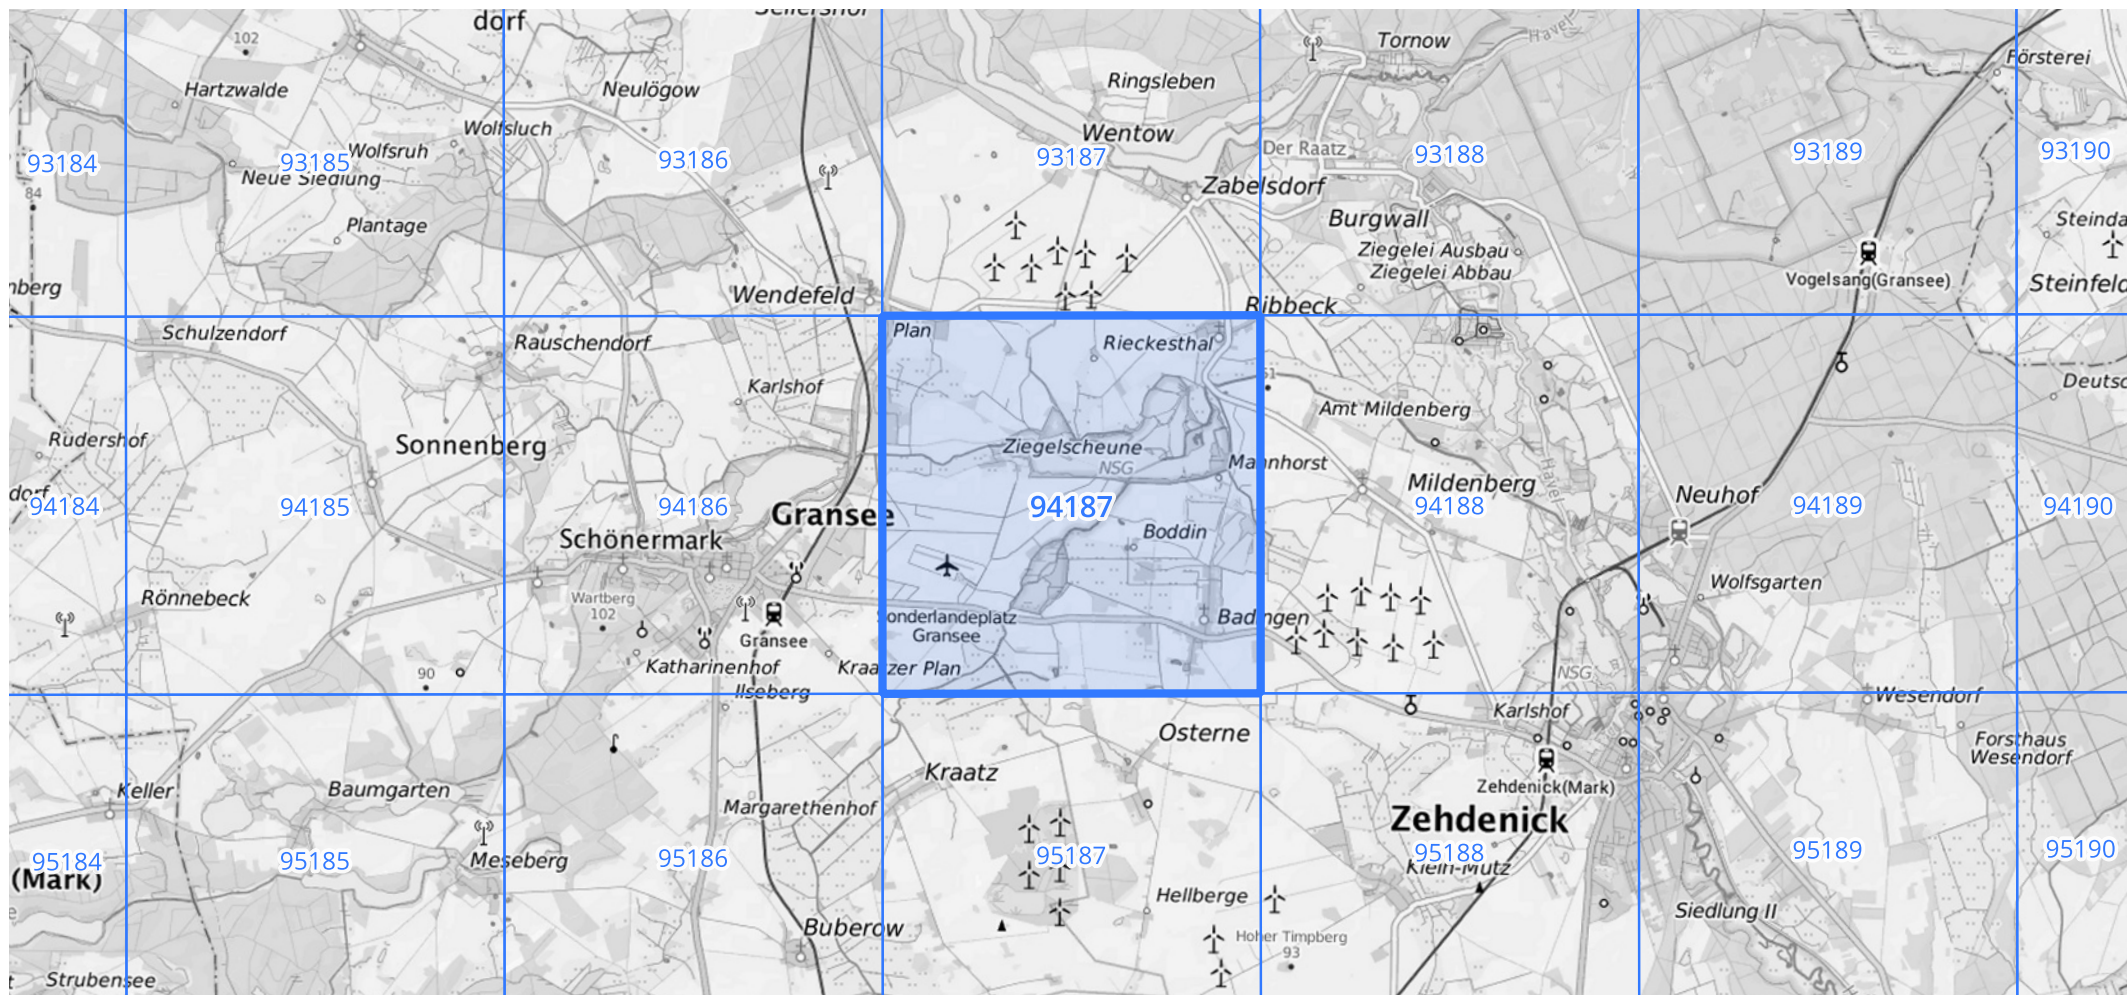 Sellershof
dorf
102
Tornow
Havel
Försterei
Ringsleben
Hartzwalde
Neulögow
Wolfsluch
Wentow
Wolfsruh
Der Raatz
93184
93185
93186
93187
93188
93189
93190
Neue Siedlung
84
Zabelsdorf
Plantage
Burgwall
Steinda
Ziegelei Ausbau
Ziegelei Abbau
Vogelsang(Gransee)
Steinfeld
nberg
Wendefeld
Ribbeck
Schulzendorf
Rauschendorf
Plan
Rieckesthal
Karlshof
51
Deutsc
Amt Mildenberg
Rudershof
Sonnenberg
Ziegelscheune
NSG
Mannhorst
Havel
Mildenberg
Neuhof
dorf
94184
94185
94186
94187
94188
94189
94190
Gransee
Schönermark
Boddin
Wolfsgarten
Rönnebeck
Wartberg
102
Sonderlandeplatz
Gransee
Badingen
Gransee
Katharinenhof
Kraatzer Plan
NSG
90
Ilseberg
Wesendorf
Karlshof
Osterne
Forsthaus
Wesendorf
Kraatz
Keller
Baumgarten
Zehdenick(Mark)
Margarethenhof
Zehdenick
95184
95185
95186
95187
95188
95189
95190
Meseberg
Klein-Mutz
(Mark)
Hellberge
Siedlung II
Buberow
Hoher Timpberg
93
Strubensee